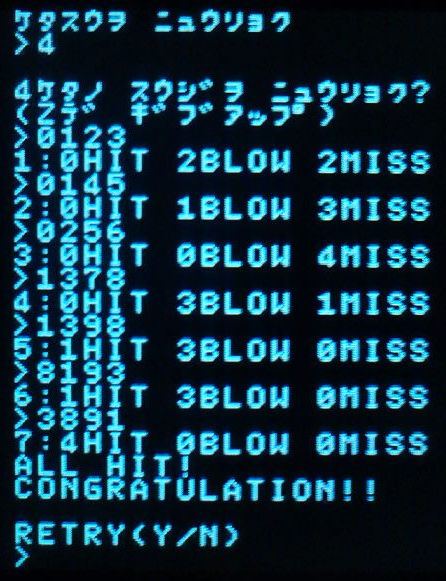 ケタスウヲ ニュウリョク
>4
4ケタノ スウジヲ ニュウリョク?
(Zデ ギブアップ)
>0123
1:0HIT 2BLOW 2MISS
>0145
2:0HIT 1BLOW 3MISS
>0256
3:0HIT 0BLOW 4MISS
>1378
4:0HIT 3BLOW 1MISS
>1398
5:1HIT 3BLOW 0MISS
>8193
6:1HIT 3BLOW 0MISS
>3891
7:4HIT 0BLOW 0MISS
ALL HIT!
CONGRATULATION!!
RETRY(Y/N)
>